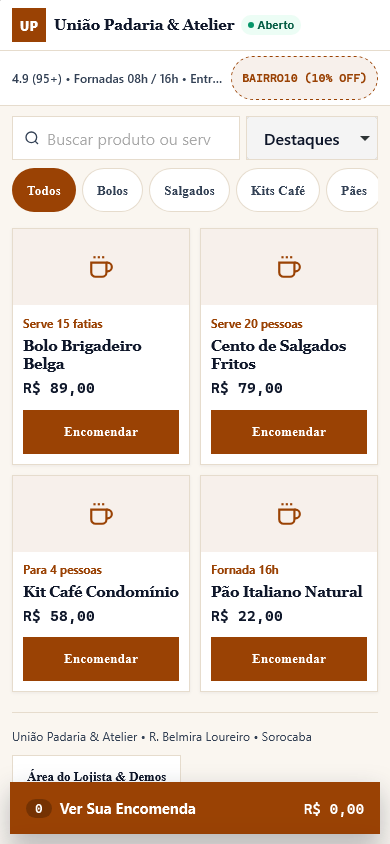 UP União Padaria & Atelier Aberto
4.9 (95+) • Fornadas 08h / 16h • Entr... BAIRRO10 (10% OFF)
Buscar produto ou serv Destaques
Todos Bolos Salgados Kits Café Pães
Serve 15 fatias
Bolo Brigadeiro
Belga
R$ 89,00
Encomendar
Serve 20 pessoas
Cento de Salgados
Fritos
R$ 79,00
Encomendar
Para 4 pessoas
Kit Café Condomínio
R$ 58,00
Encomendar
Fornada 16h
Pão Italiano Natural
R$ 22,00
Encomendar
União Padaria & Atelier • R. Belmira Loureiro • Sorocaba
Área do Lojista & Demos
0 Ver Sua Encomenda R$ 0,00